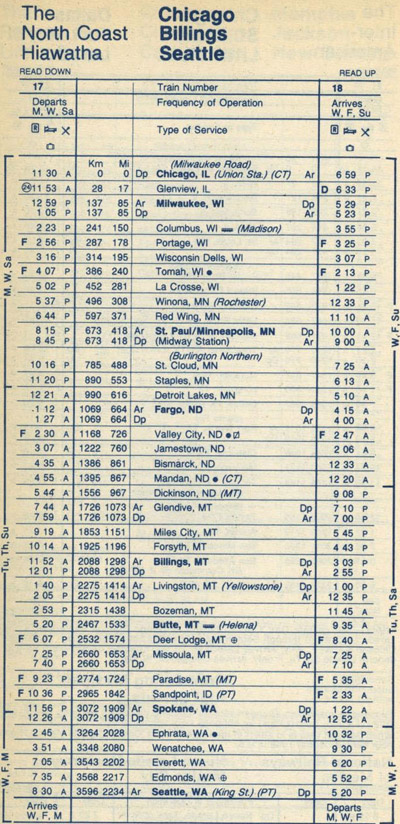 The
North Coast
Hiawatha
Chicago
Billings
Seattle
READ DOWN READ UP
17 Train Number 18
Departs
M, W, Sa Frequency of Operation Arrives
W, F, Su
R Type of Service R
Km Mi (Milwaukee Road)
11 30 A 0 0 Dp Chicago, IL (Union Sta.) (CT) Ar 6 59 P
24 11 53 A 28 17 Glenview, IL D 6 33 P
12 59 P 137 85 Ar Milwaukee, WI Dp 5 29 P
1 05 P 137 85 Dp Ar 5 23 P
2 23 P 241 150 Columbus, WI (Madison) 3 55 P
F 2 56 P 287 178 Portage, WI F 3 25 P
3 16 P 314 195 Wisconsin Dells, WI 3 07 P
F 4 07 P 386 240 Tomah, WI ● F 2 13 P
5 02 P 452 281 La Crosse, WI 1 22 P
5 37 P 496 308 Winona, MN (Rochester) 12 33 P
6 44 P 597 371 Red Wing, MN 11 10 A
8 15 P 673 418 Ar St. Paul/Minneapolis, MN Dp 10 00 A
8 45 P 673 418 Dp (Midway Station) Ar 9 00 A
(Burlington Northern)
10 16 P 785 488 St. Cloud, MN 7 25 A
11 20 P 890 553 Staples, MN 6 13 A
12 21 A 990 616 Detroit Lakes, MN 5 10 A
1 12 A 1069 664 Ar Fargo, ND Dp 4 15 A
1 27 A 1069 664 Dp Ar 4 00 A
F 2 30 A 1168 726 Valley City, ND ● F 2 47 A
3 07 A 1222 760 Jamestown, ND 2 06 A
4 35 A 1386 861 Bismarck, ND 12 33 A
4 55 A 1395 867 Mandan, ND ● (CT) 12 20 A
5 44 A 1556 967 Dickinson, ND (MT) 9 08 P
7 44 A 1726 1073 Ar Glendive, MT Dp 7 10 P
7 59 A 1726 1073 Dp Ar 7 00 P
9 19 A 1853 1151 Miles City, MT 5 45 P
10 14 A 1925 1196 Forsyth, MT 4 43 P
11 52 A 2088 1298 Ar Billings, MT Dp 3 03 P
12 01 P 2088 1298 Dp Ar 2 55 P
1 40 P 2275 1414 Ar Livingston, MT (Yellowstone) Dp 1 00 P
2 05 P 2275 1414 Dp Ar 12 35 P
2 53 P 2315 1438 Bozeman, MT 11 45 A
5 20 P 2467 1533 Butte, MT (Helena) 9 35 A
F 6 07 P 2532 1574 Deer Lodge, MT ⊕ F 8 40 A
7 25 P 2660 1653 Ar Missoula, MT Dp 7 25 A
7 40 P 2660 1653 Dp Ar 7 10 A
F 9 23 P 2774 1724 Paradise, MT (MT) F 5 35 A
F 10 36 P 2965 1842 Sandpoint, ID (PT) F 2 33 A
11 56 P 3072 1909 Ar Spokane, WA Dp 1 22 A
12 26 A 3072 1909 Dp Ar 12 52 A
2 45 A 3264 2028 Ephrata, WA ● 10 32 P
3 51 A 3348 2080 Wenatchee, WA 9 30 P
7 05 A 3543 2202 Everett, WA 6 20 P
7 35 A 3568 2217 Edmonds, WA ⊕ 5 52 P
8 30 A 3596 2234 Ar Seattle, WA (King St.) (PT) Dp 5 20 P
Arrives
W, F, M Departs
M, W, F
M, W, Sa
Tu, Th, Su
W, F, M
W, F, Su
Tu, Th, Sa
M, W, F